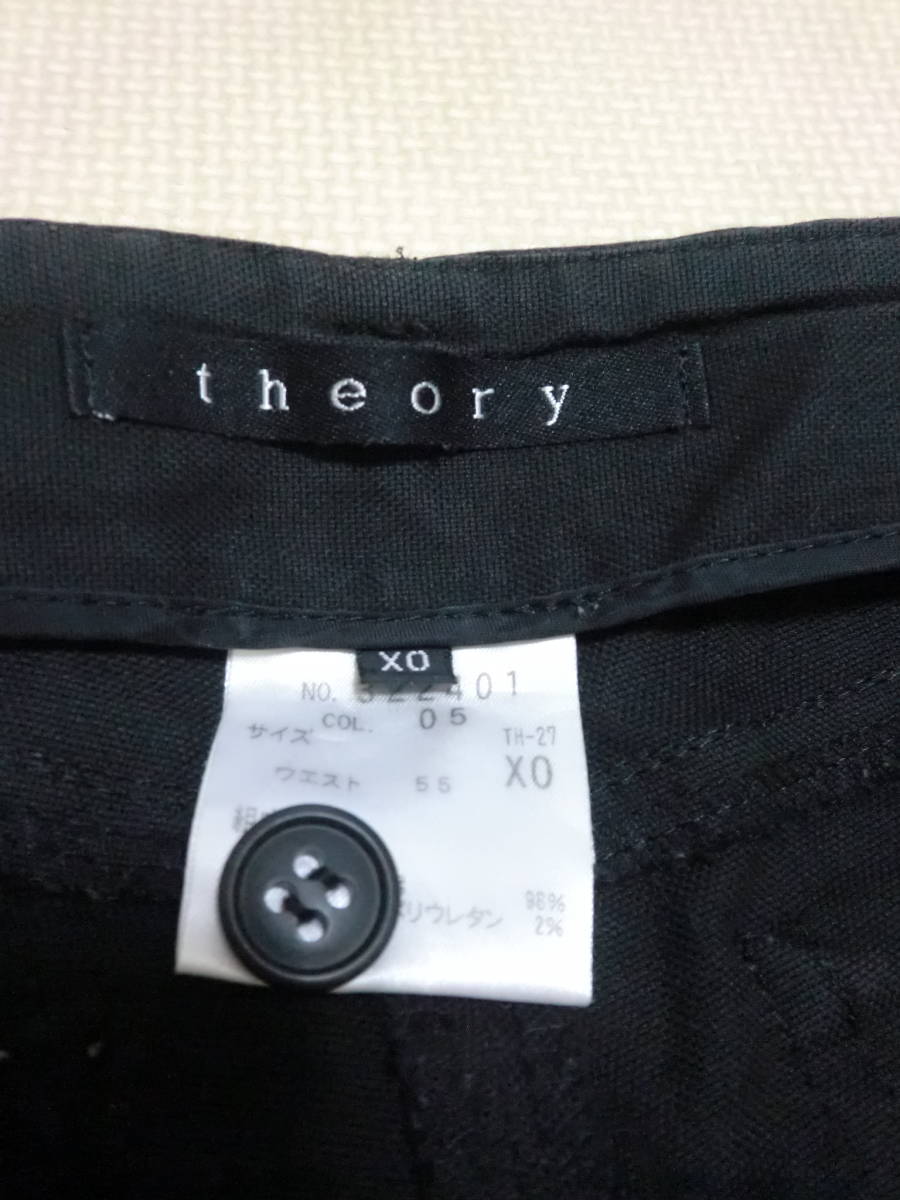 theory
XO
NO. 322401
COL. 05
サイズ TH-27
ウエスト 55 XO
98%
ポリウレタン 2%